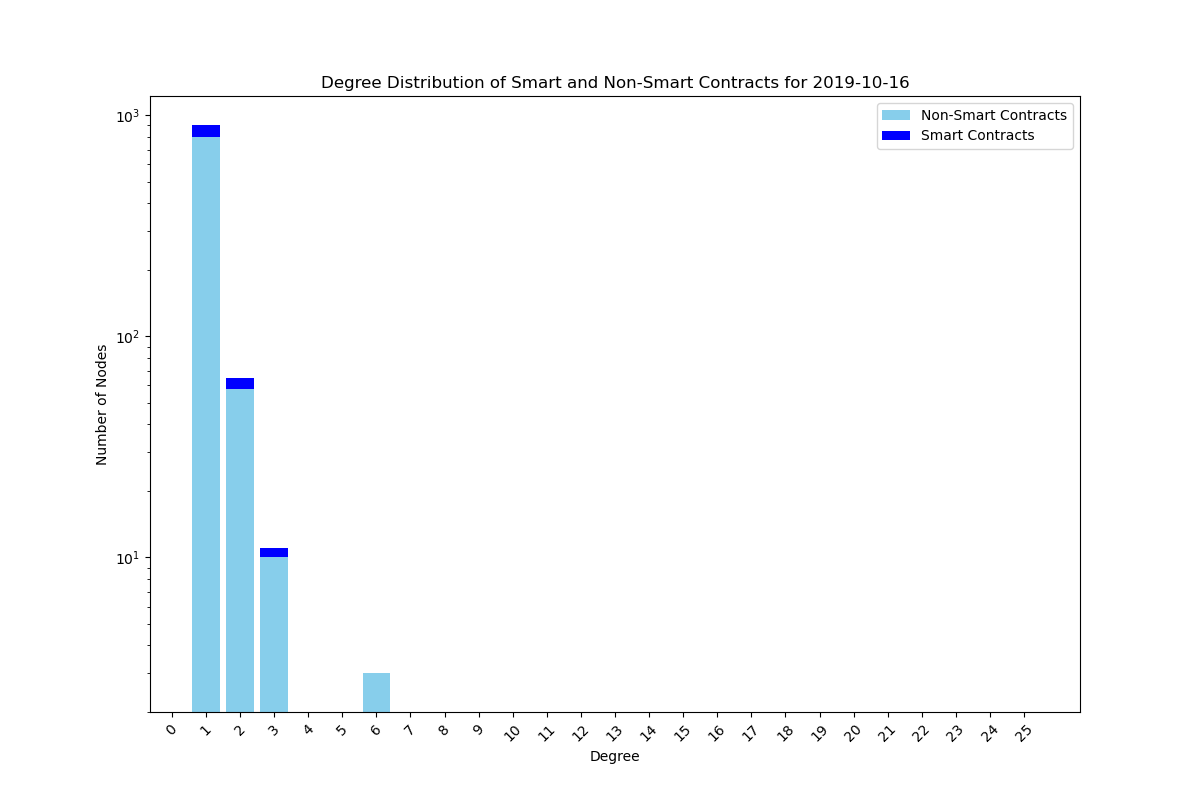 Degree Distribution of Smart and Non-Smart Contracts for 2019-10-16
Non-Smart Contracts
Smart Contracts
Number of Nodes
10³
10²
10¹
0 1 2 3 4 5 6 7 8 9 10 11 12 13 14 15 16 17 18 19 20 21 22 23 24 25
Degree